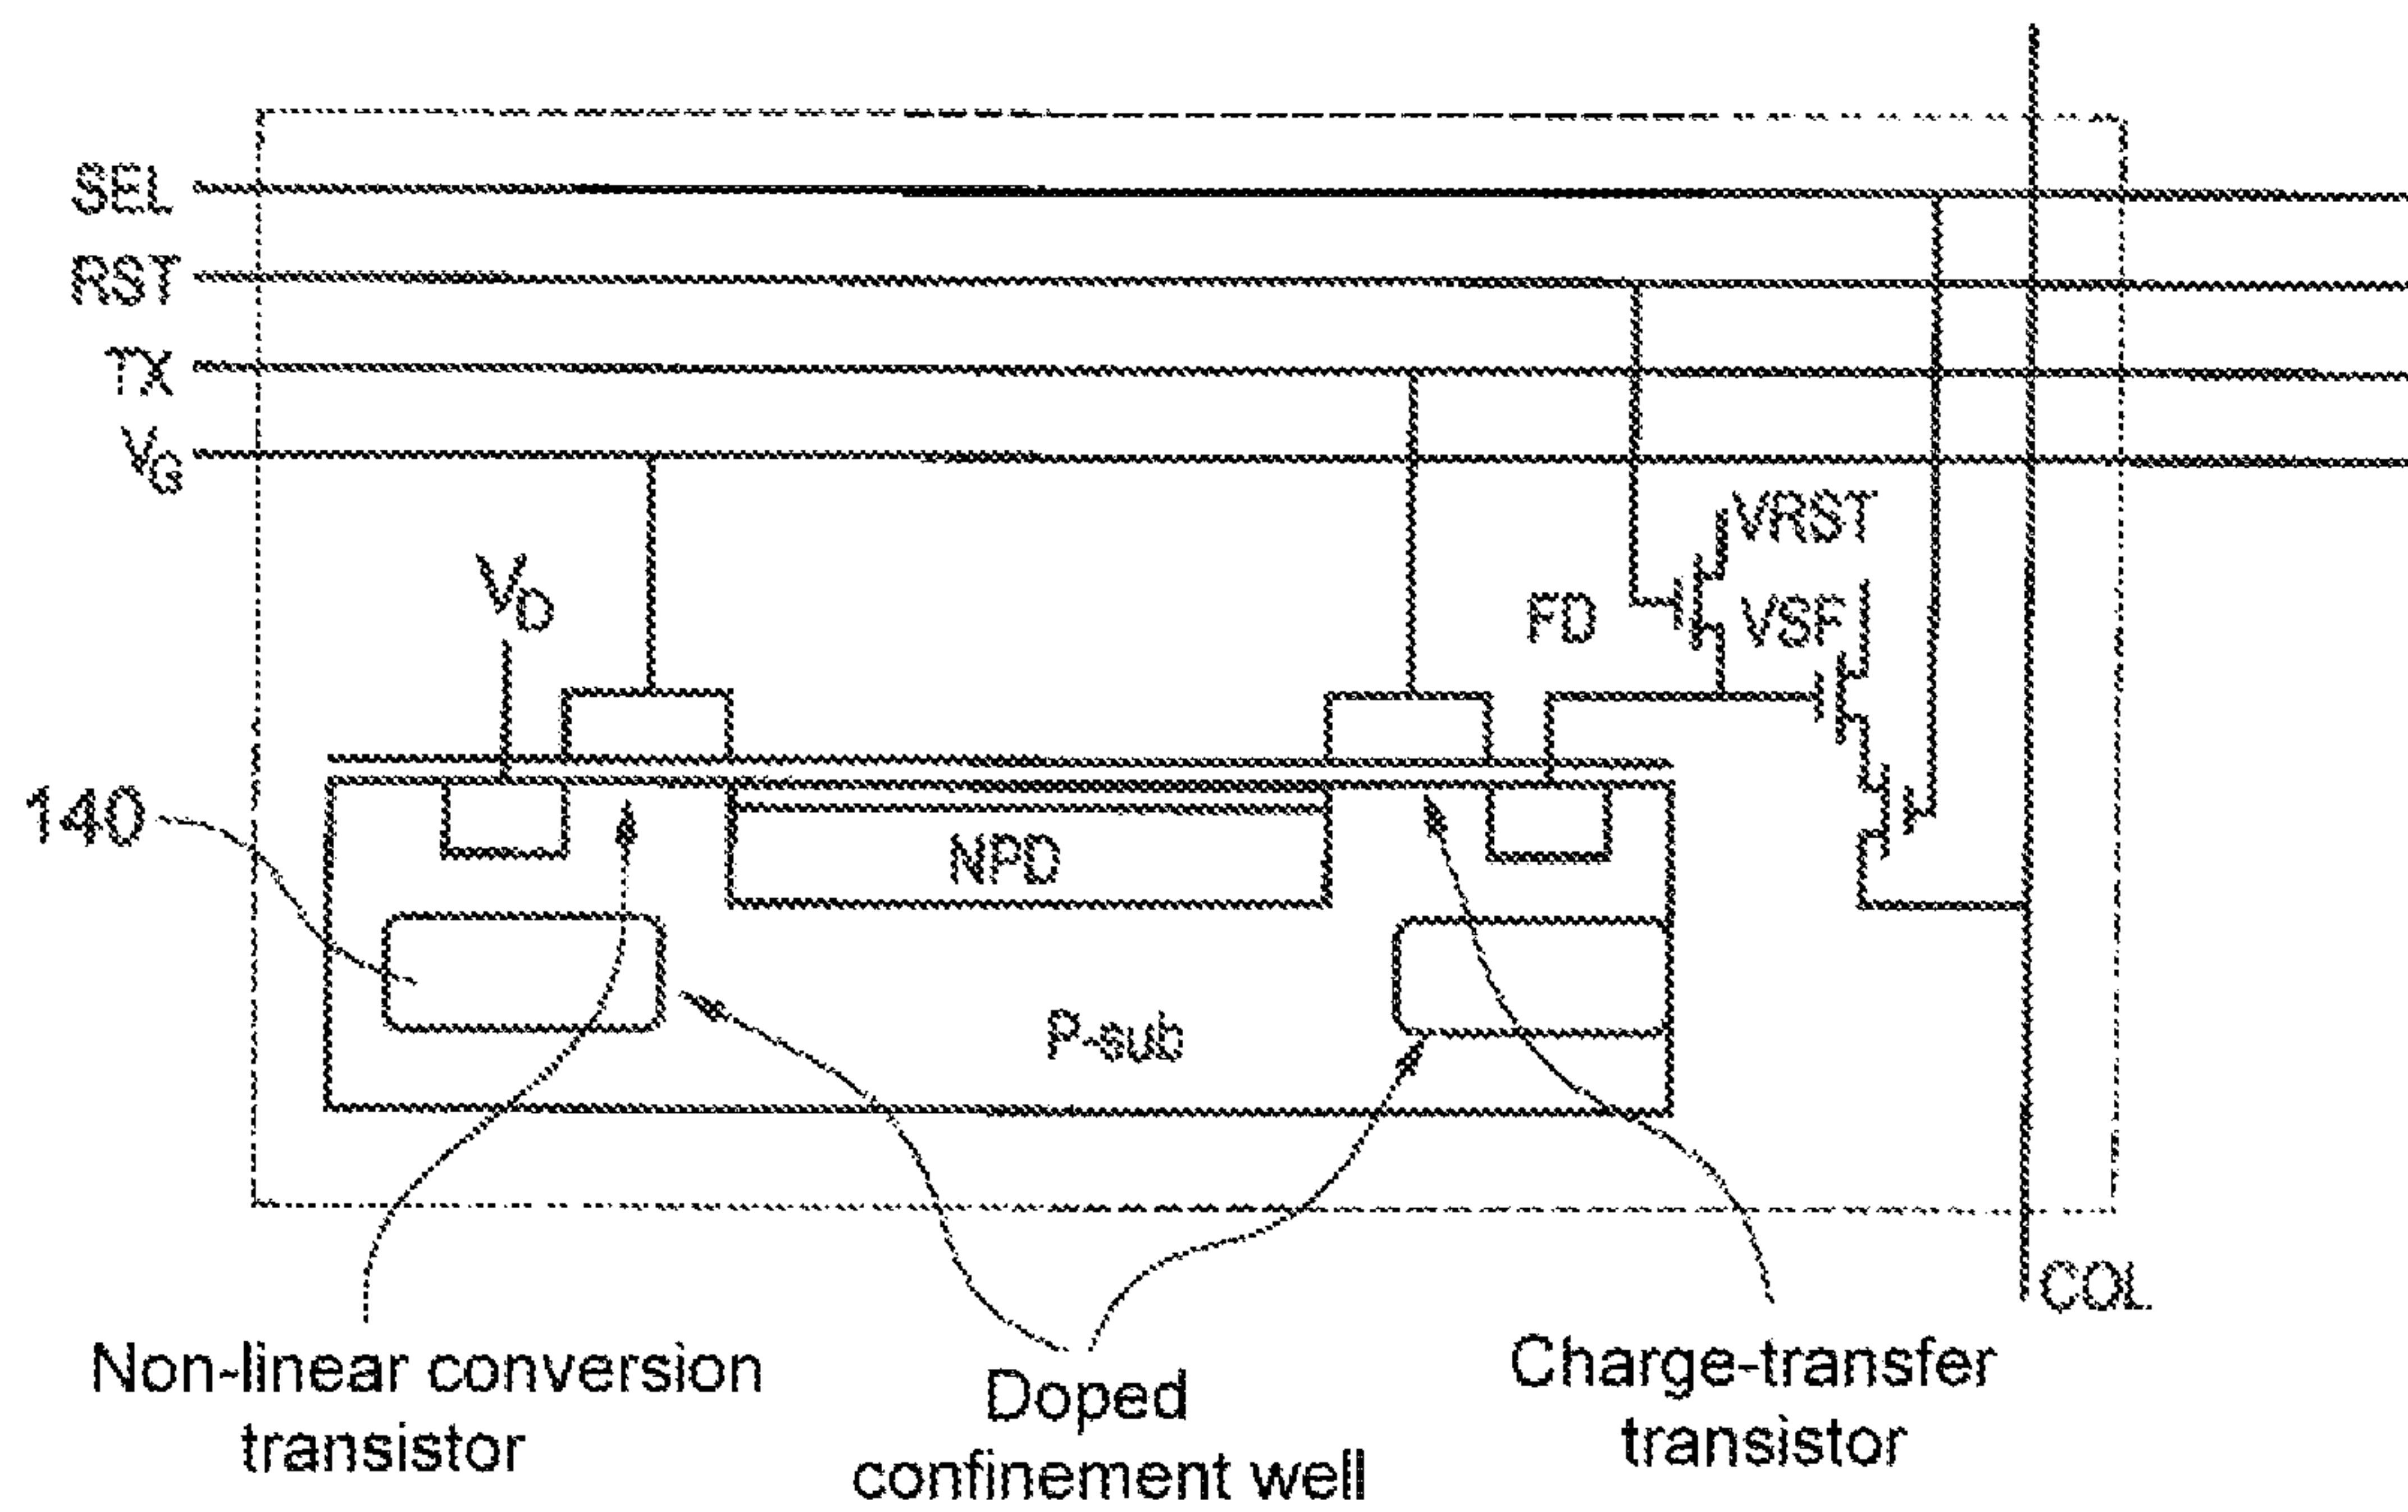 SEL
RST
TX
VG
VRST
VD
FD
VSF
140
NPD
P-sub
COL
Non-linear conversion
transistor
Doped
confinement well
Charge-transfer
transistor